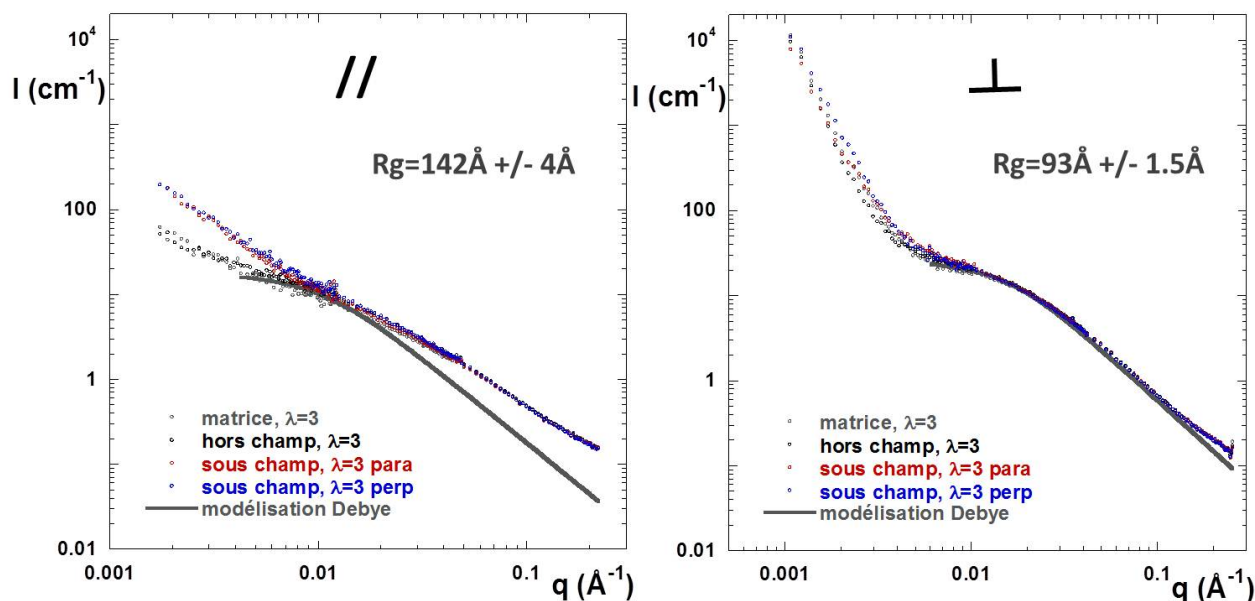 10⁴
I (cm⁻¹)
//
Rg=142Å +/- 4Å
100
1
matrice, λ=3
hors champ, λ=3
sous champ, λ=3 para
sous champ, λ=3 perp
modélisation Debye
0.01
0.001
0.01
0.1
q (Å⁻¹)
10⁴
I (cm⁻¹)
⊥
Rg=93Å +/- 1.5Å
100
1
matrice, λ=3
hors champ, λ=3
sous champ, λ=3 para
sous champ, λ=3 perp
modélisation Debye
0.01
0.001
0.01
0.1
q (Å⁻¹)